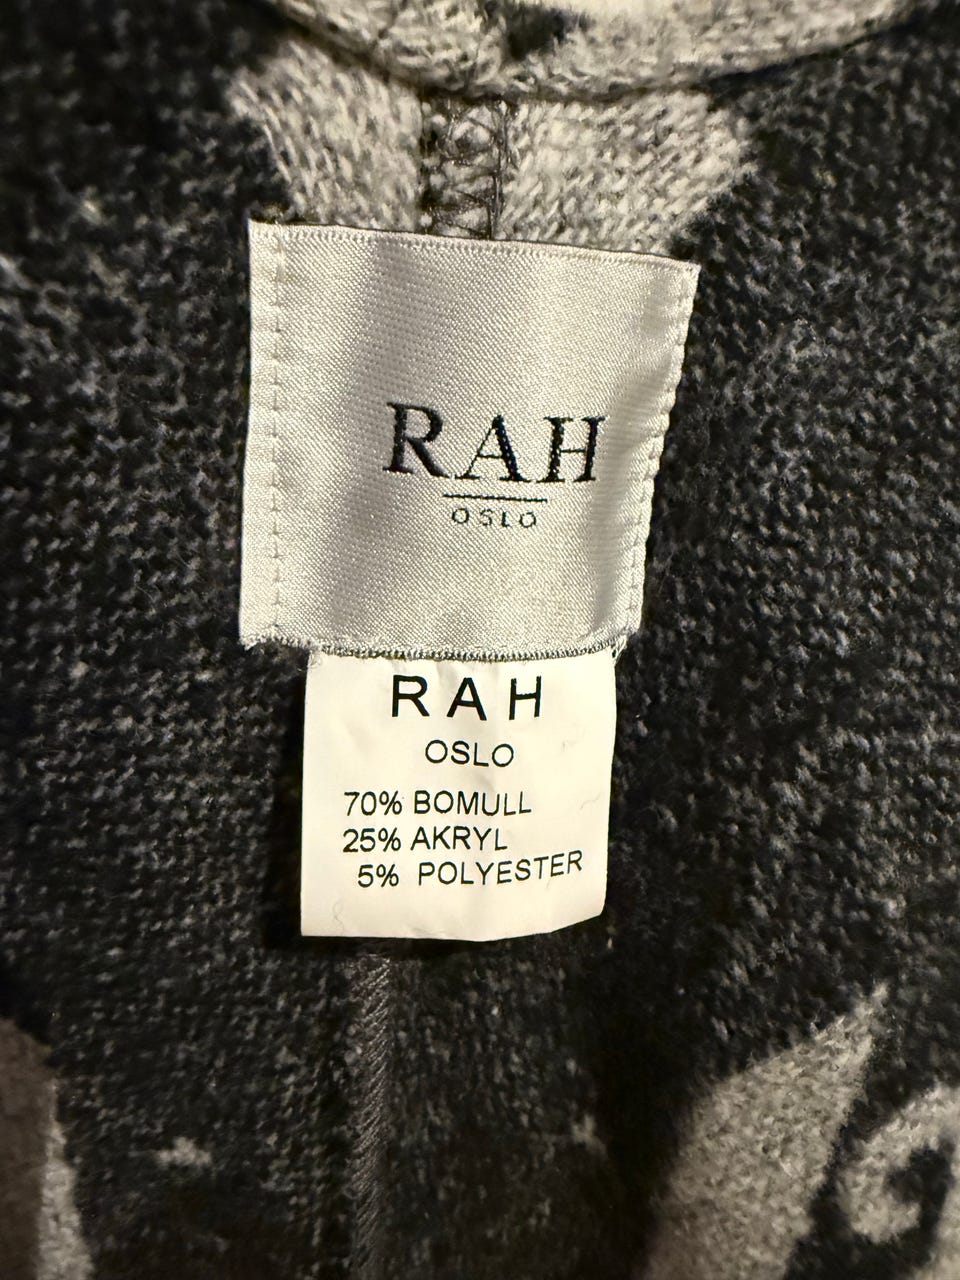 RAH
OSLO
RAH
OSLO
70% BOMULL
25% AKRYL
5% POLYESTER